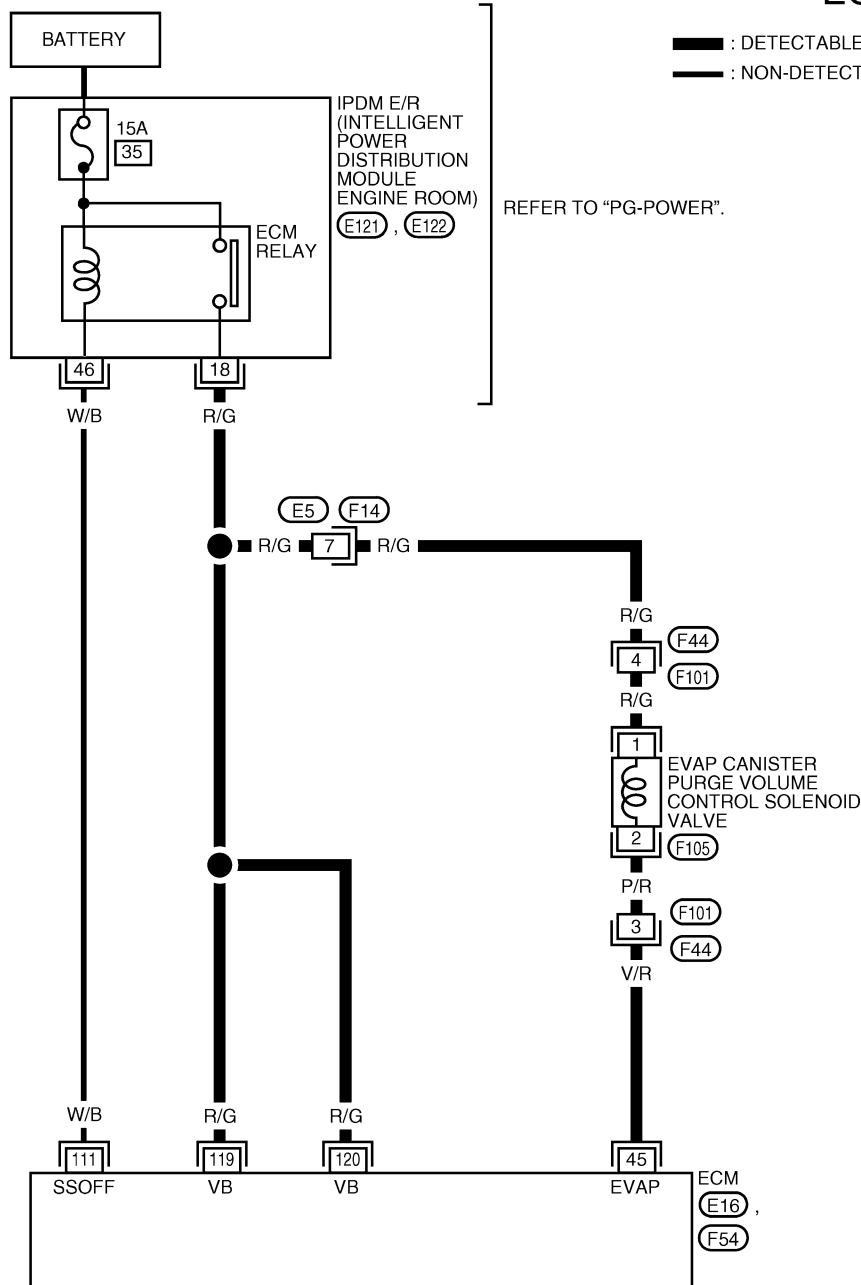 EC
BATTERY
: DETECTABLE
: NON-DETECT
15A
35
IPDM E/R
(INTELLIGENT
POWER
DISTRIBUTION
MODULE
ENGINE ROOM)
E121 , E122
REFER TO “PG-POWER”.
ECM
RELAY
46
18
W/B
R/G
E5
F14
R/G
7
R/G
R/G
F44
4
F101
R/G
1
EVAP CANISTER
PURGE VOLUME
CONTROL SOLENOID
VALVE
2
F105
P/R
F101
3
F44
V/R
W/B
R/G
R/G
111
119
120
45
SSOFF
VB
VB
EVAP
ECM
E16 ,
F54